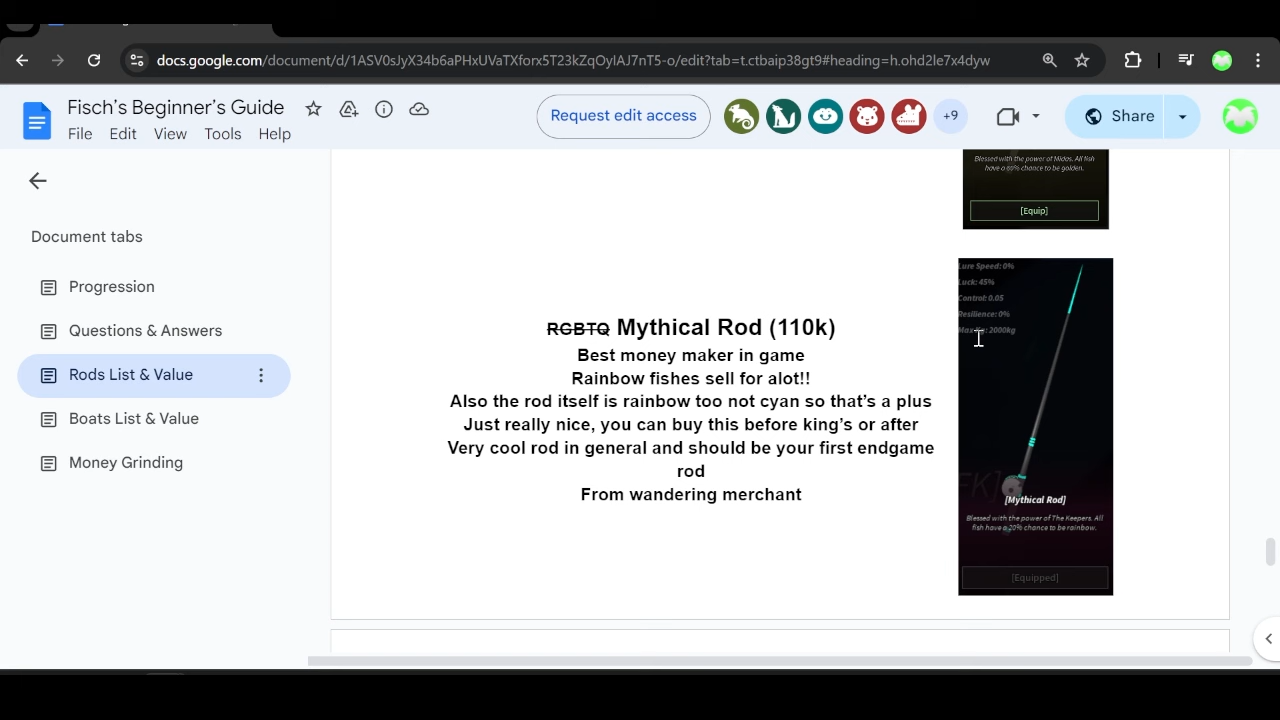 docs.google.com/document/d/1ASV0sJyX34b6aPHxUVaTXforx5T23kZqOyIAJ7nT5-o/edit?tab=t.ctbaip38gt9#heading=h.ohd2le7x4dyw
Fisch's Beginner's Guide
File Edit View Tools Help
Request edit access
+9
Share
Document tabs
Progression
Questions & Answers
Rods List & Value
Boats List & Value
Money Grinding
Blessed with the power of Midas. All fish
have a 60% chance to be golden.
[Equip]
RGBTQ Mythical Rod (110k)
Best money maker in game
Rainbow fishes sell for alot!!
Also the rod itself is rainbow too not cyan so that's a plus
Just really nice, you can buy this before king's or after
Very cool rod in general and should be your first endgame
rod
From wandering merchant
Lure Speed: 0%
Luck: 45%
Control: 0.05
Resilience: 0%
Max Kg: 2000kg
[Mythical Rod]
Blessed with the power of The Keepers. All
fish have a 20% chance to be rainbow.
[Equipped]